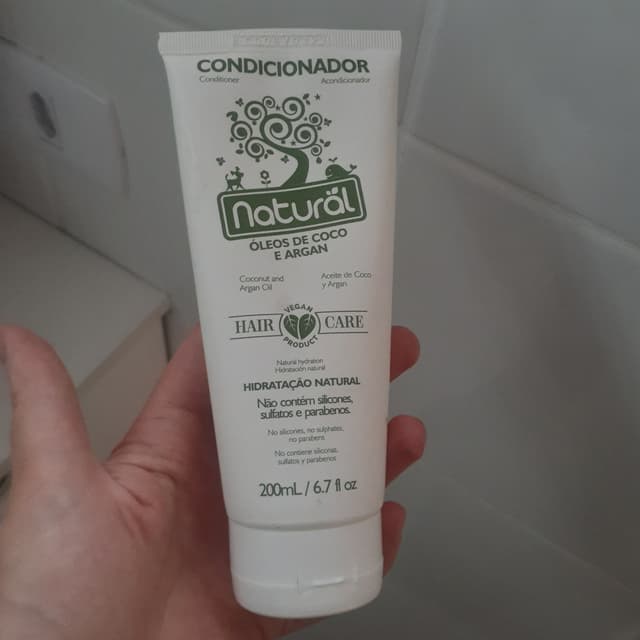 CONDICIONADOR
Conditioner Acondicionador
naturäl
ÓLEOS DE COCO
E ARGAN
Coconut and
Argan Oil
Aceite de Coco
y Argan
HAIR CARE
VEGAN
PRODUCT
Natural hydration
Hidratación natural
HIDRATAÇÃO NATURAL
Não contém silicones,
sulfatos e parabenos.
No silicones, no sulphates,
no parabens
No contiene siliconas,
sulfatos y parabenos
200mL / 6.7 fl oz